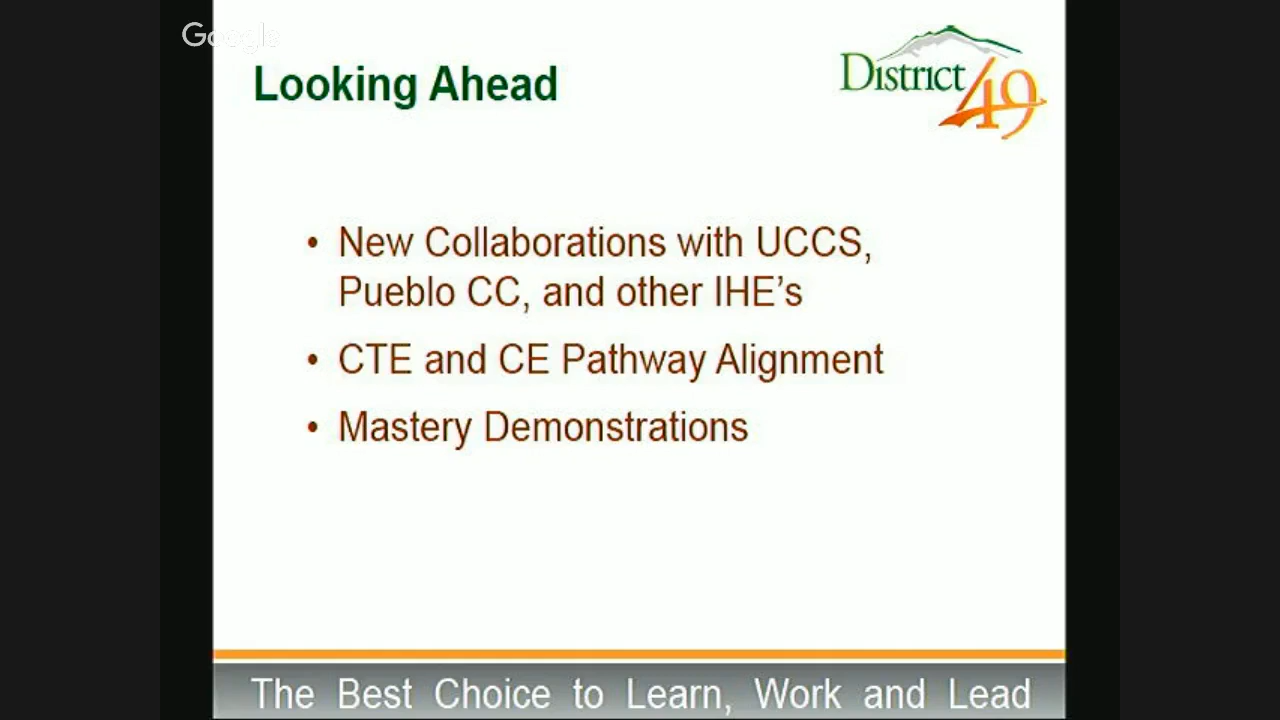 Google
Looking Ahead
District 49
• New Collaborations with UCCS,
Pueblo CC, and other IHE’s
• CTE and CE Pathway Alignment
• Mastery Demonstrations
The Best Choice to Learn, Work and Lead